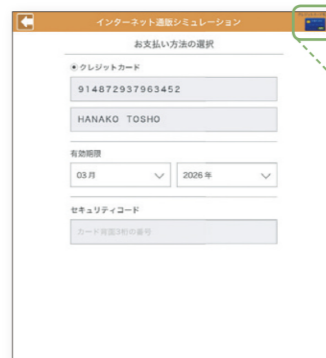 インターネット通販シミュレーション
お支払い方法の選択
クレジットカード
914872937963452
HANAKO TOSHO
有効期限
03月
2026年
セキュリティコード
カード背面3桁の番号